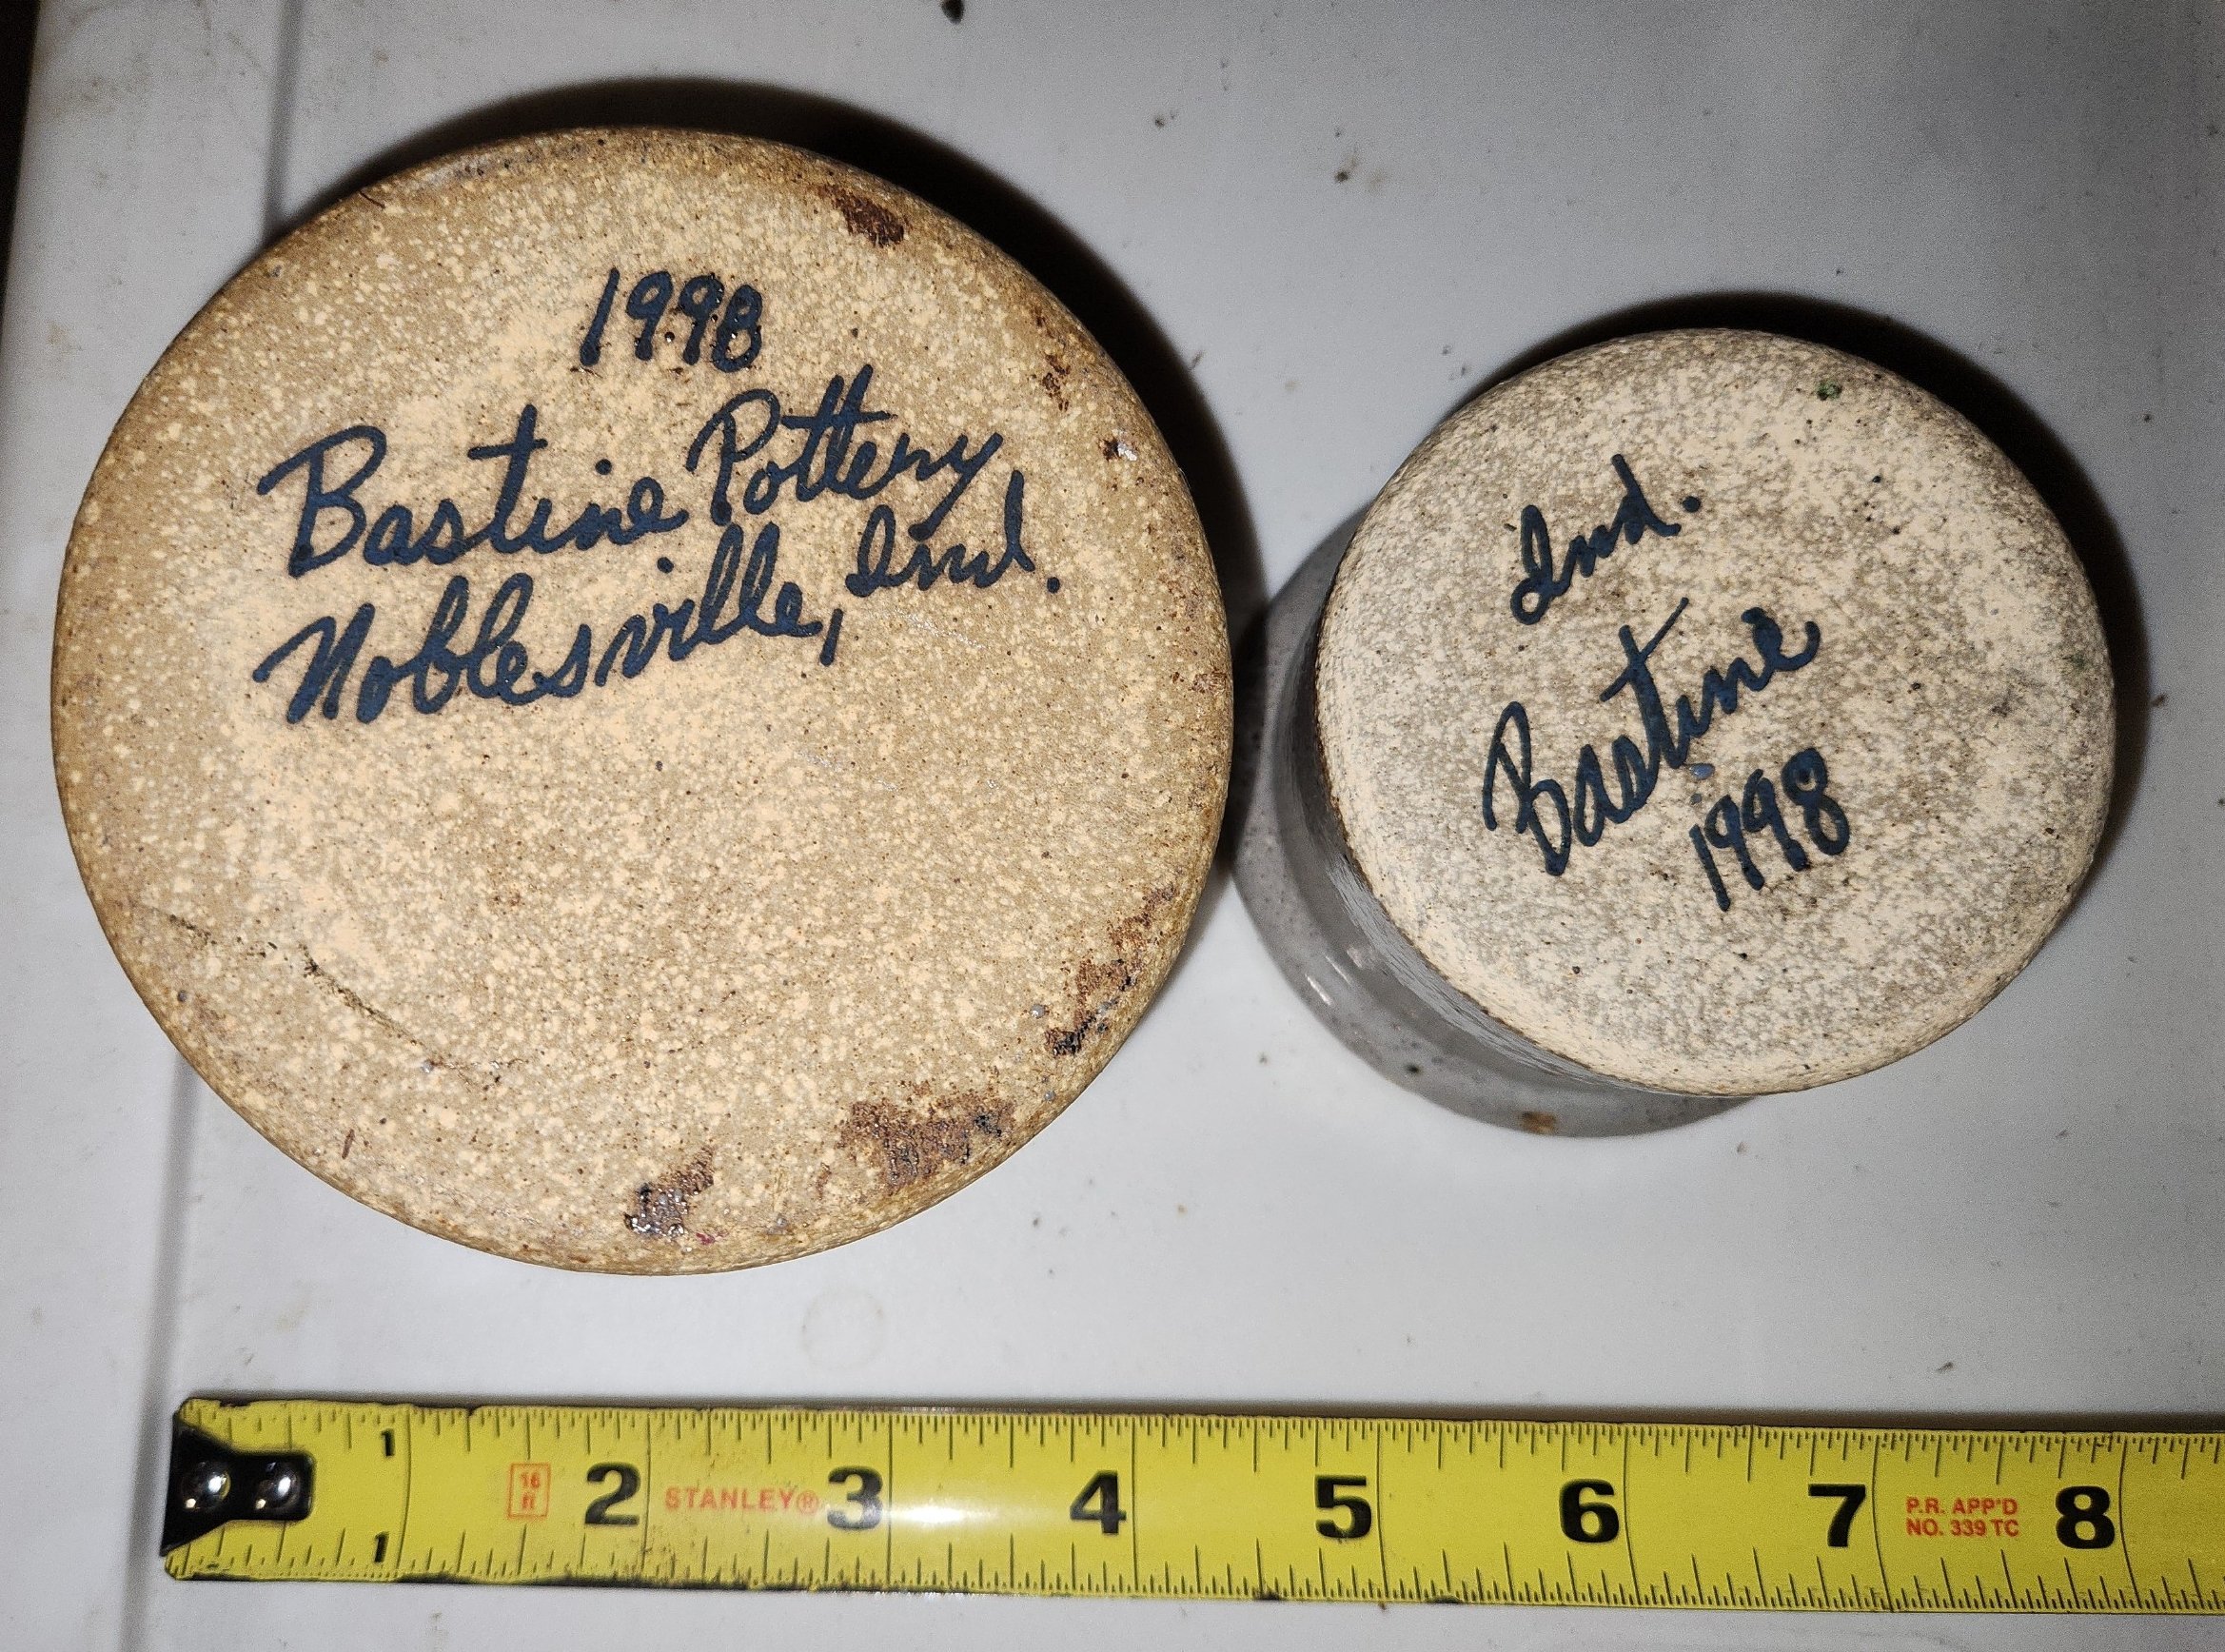 1998
Bastine Pottery
Noblesville, Ind.
Ind.
Bastine
1998
1 16 ft 2 STANLEY® 3 4 5 6 7 P.R. APP'D 8
NO. 339 TC
1